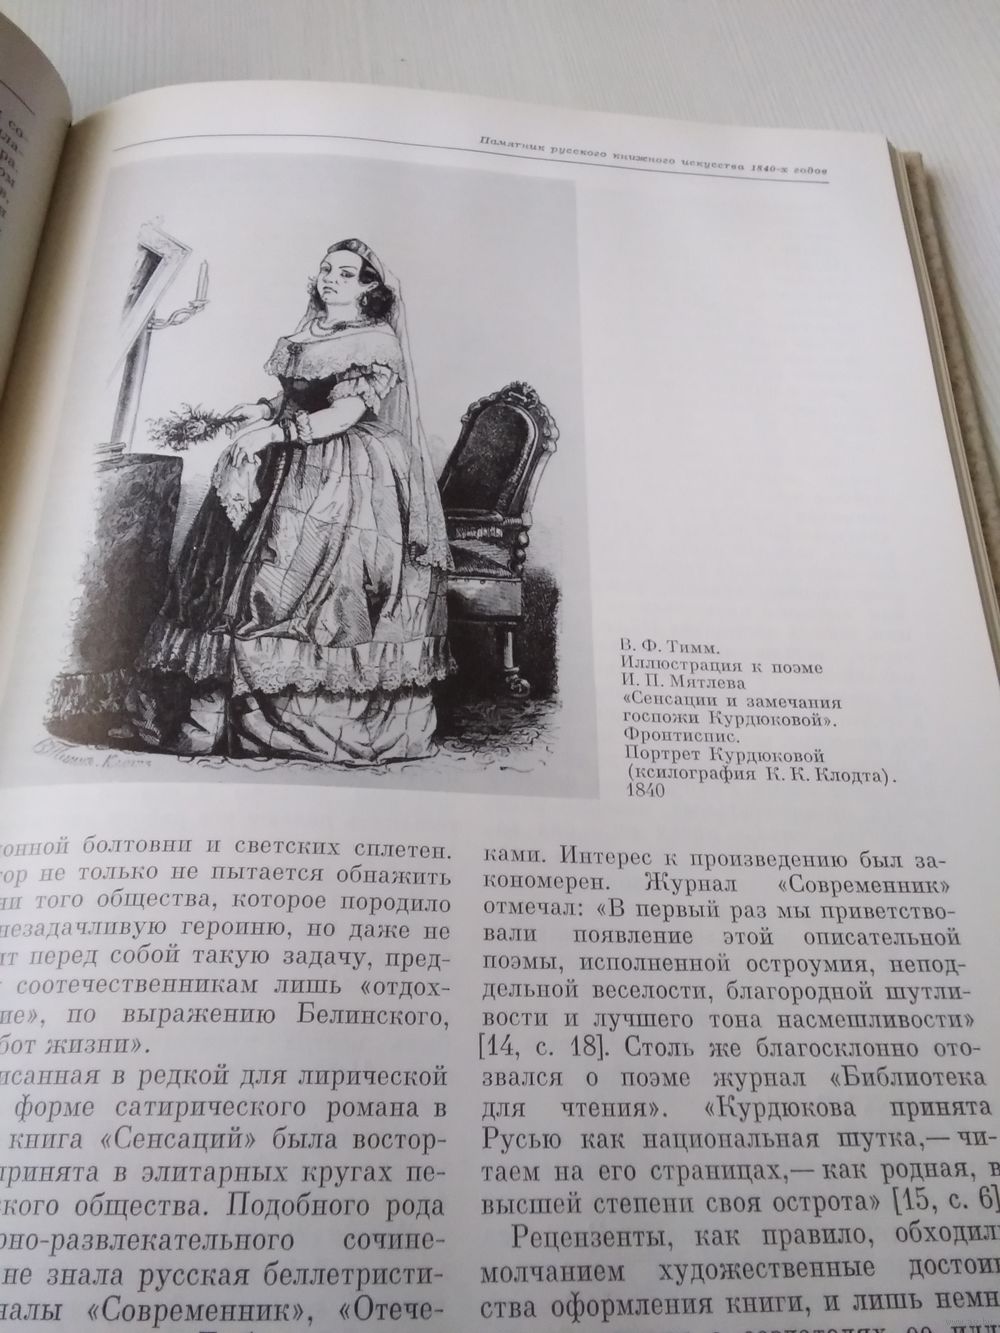 Памятник русского книжного искусства 1840-х годов
В. Ф. Тимм.
Иллюстрация к поэме
И. П. Мятлева
«Сенсации и замечания
госпожи Курдюковой».
Фронтиспис.
Портрет Курдюковой
(ксилография К. К. Клодта).
1840
онной болтовни и светских сплетен.
тор не только не пытается обнажить
ни того общества, которое породило
незадачливую героиню, но даже не
ит перед собой такую задачу, пред-
соотечественникам лишь «отдох-
ие», по выражению Белинского,
бот жизни».
исанная в редкой для лирической
форме сатирического романа в
книга «Сенсаций» была востор-
принята в элитарных кругах пе-
ского общества. Подобного рода
рно-развлекательного сочине-
не знала русская беллетристи-
налы «Современник», «Отече-
ками. Интерес к произведению был за-
кономерен. Журнал «Современник»
отмечал: «В первый раз мы приветство-
вали появление этой описательной
поэмы, исполненной остроумия, непод-
дельной веселости, благородной шутли-
вости и лучшего тона насмешливости»
[14, с. 18]. Столь же благосклонно ото-
звался о поэме журнал «Библиотека
для чтения». «Курдюкова принята
Русью как национальная шутка,— чи-
таем на его страницах,— как родная, в
высшей степени своя острота» [15, с. 6]
Рецензенты, как правило, обходил
молчанием художественные достои
ства оформления книги, и лишь немн